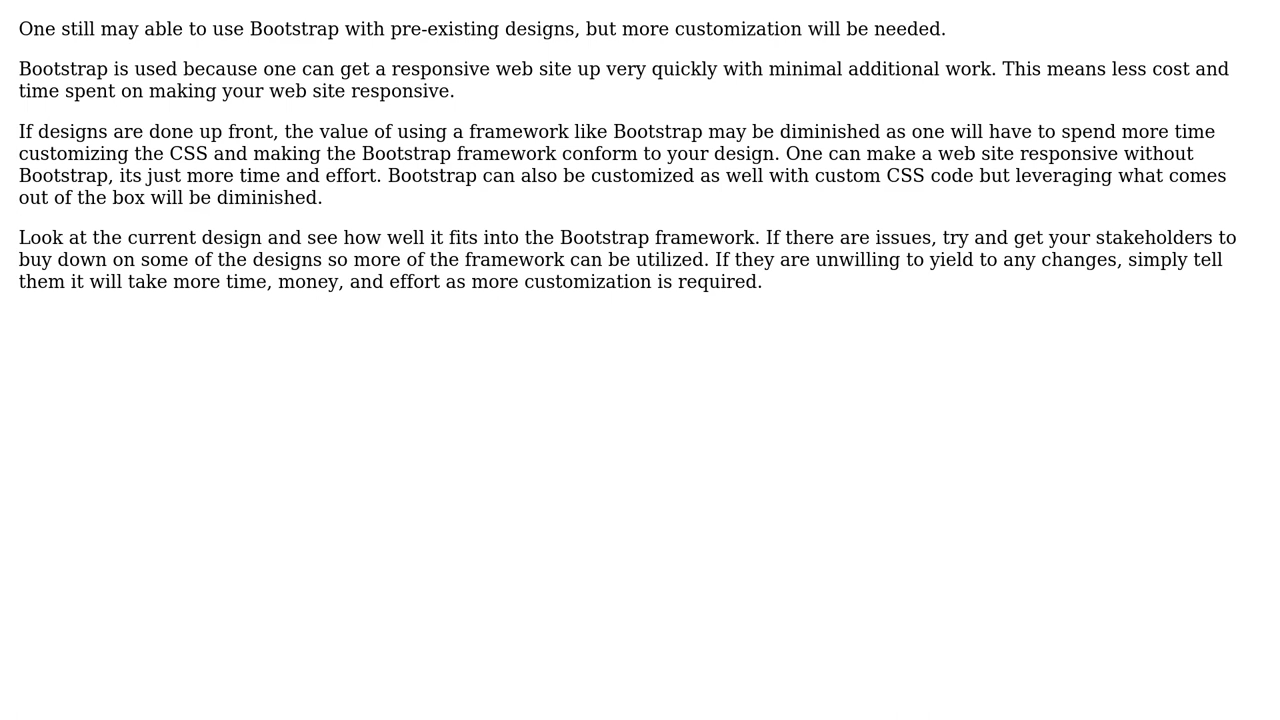 One still may able to use Bootstrap with pre-existing designs, but more customization will be needed.
Bootstrap is used because one can get a responsive web site up very quickly with minimal additional work. This means less cost and
time spent on making your web site responsive.
If designs are done up front, the value of using a framework like Bootstrap may be diminished as one will have to spend more time
customizing the CSS and making the Bootstrap framework conform to your design. One can make a web site responsive without
Bootstrap, its just more time and effort. Bootstrap can also be customized as well with custom CSS code but leveraging what comes
out of the box will be diminished.
Look at the current design and see how well it fits into the Bootstrap framework. If there are issues, try and get your stakeholders to
buy down on some of the designs so more of the framework can be utilized. If they are unwilling to yield to any changes, simply tell
them it will take more time, money, and effort as more customization is required.